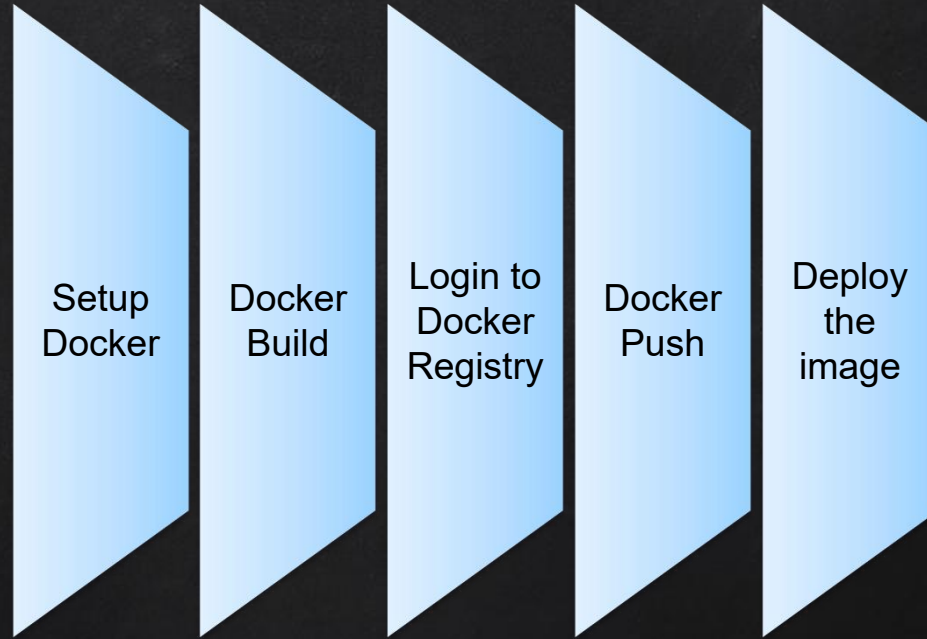 Setup
Docker
Docker
Build
Login to
Docker
Registry
Docker
Push
Deploy
the
image